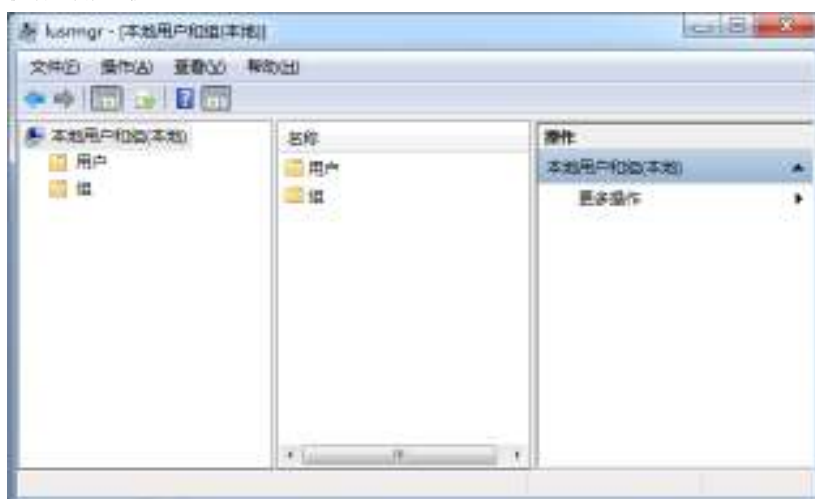 lusrmgr - [本地用户和组(本地)]
文件(F) 操作(A) 查看(V) 帮助(H)
本地用户和组(本地)
用户
组
名称
用户
组
操作
本地用户和组(本地)
更多操作